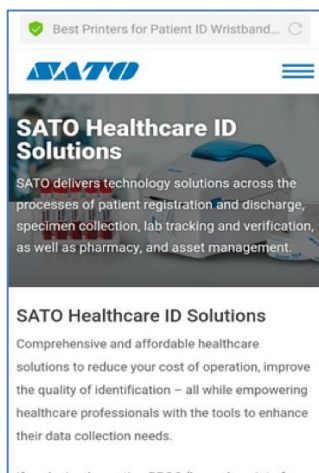 Best Printers for Patient ID Wristband...
SATO
SATO Healthcare ID
Solutions
SATO delivers technology solutions across the
processes of patient registration and discharge,
specimen collection, lab tracking and verification,
as well as pharmacy, and asset management.
SATO Healthcare ID Solutions
Comprehensive and affordable healthcare
solutions to reduce your cost of operation, improve
the quality of identification – all while empowering
healthcare professionals with the tools to enhance
their data collection needs.